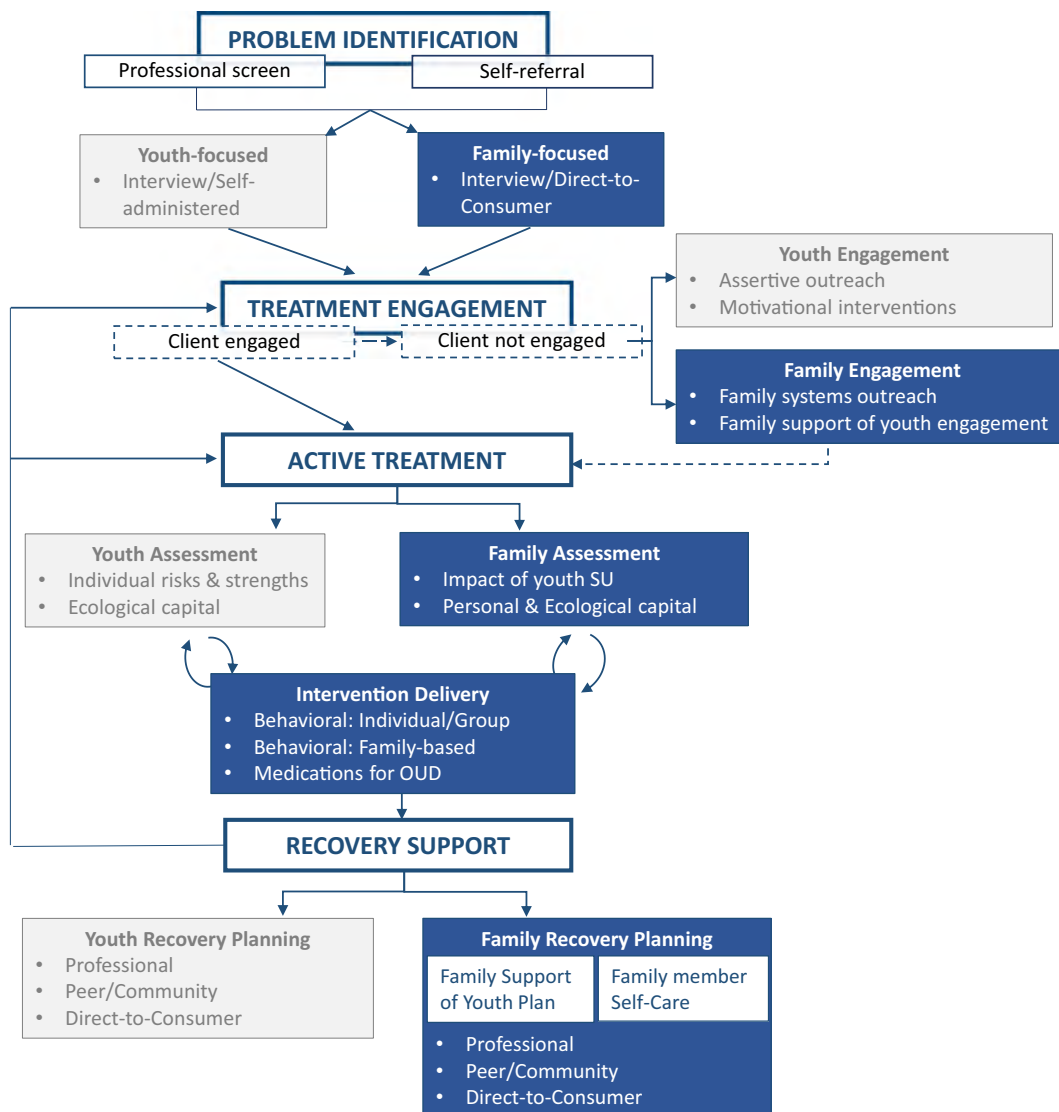 PROBLEM IDENTIFICATION
Professional screen
Self-referral
Youth-focused
• Interview/Self-
administered
Family-focused
• Interview/Direct-to-
Consumer
TREATMENT ENGAGEMENT
Client engaged
Client not engaged
Youth Engagement
• Assertive outreach
• Motivational interventions
Family Engagement
• Family systems outreach
• Family support of youth engagement
ACTIVE TREATMENT
Youth Assessment
• Individual risks & strengths
• Ecological capital
Family Assessment
• Impact of youth SU
• Personal & Ecological capital
Intervention Delivery
• Behavioral: Individual/Group
• Behavioral: Family-based
• Medications for OUD
RECOVERY SUPPORT
Youth Recovery Planning
• Professional
• Peer/Community
• Direct-to-Consumer
Family Recovery Planning
Family Support
of Youth Plan
Family member
Self-Care
• Professional
• Peer/Community
• Direct-to-Consumer